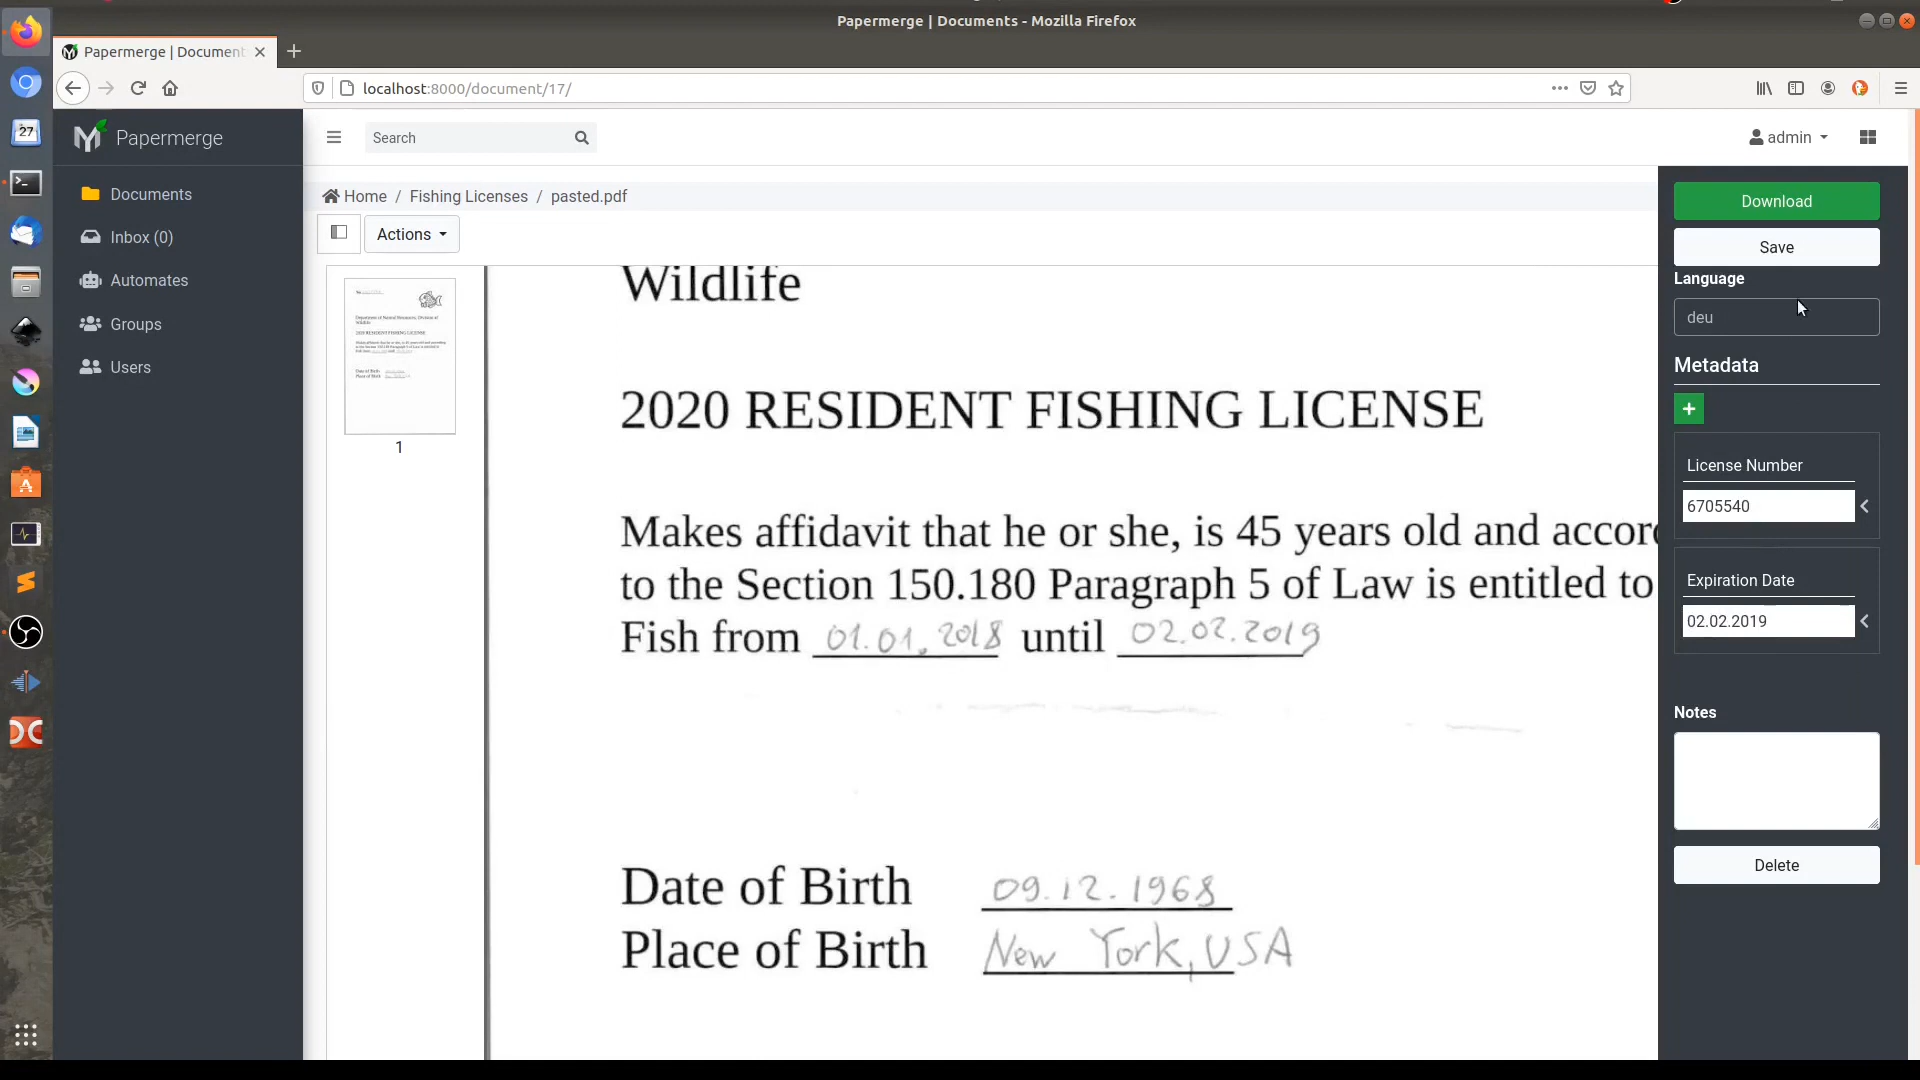 Papermerge | Documents - Mozilla Firefox
Papermerge | Document
localhost:8000/document/17/
27
Papermerge
Search
admin
Documents
Inbox (0)
Automates
Groups
Users
Home / Fishing Licenses / pasted.pdf
Actions
1
Wildlife
2020 RESIDENT FISHING LICENSE
Makes affidavit that he or she, is 45 years old and accor
to the Section 150.180 Paragraph 5 of Law is entitled to
Fish from 01.01.2018 until 02.02.2019
Date of Birth 09.12.1968
Place of Birth New York, USA
Download
Save
Language
deu
Metadata
+
License Number
6705540
Expiration Date
02.02.2019
Notes
Delete